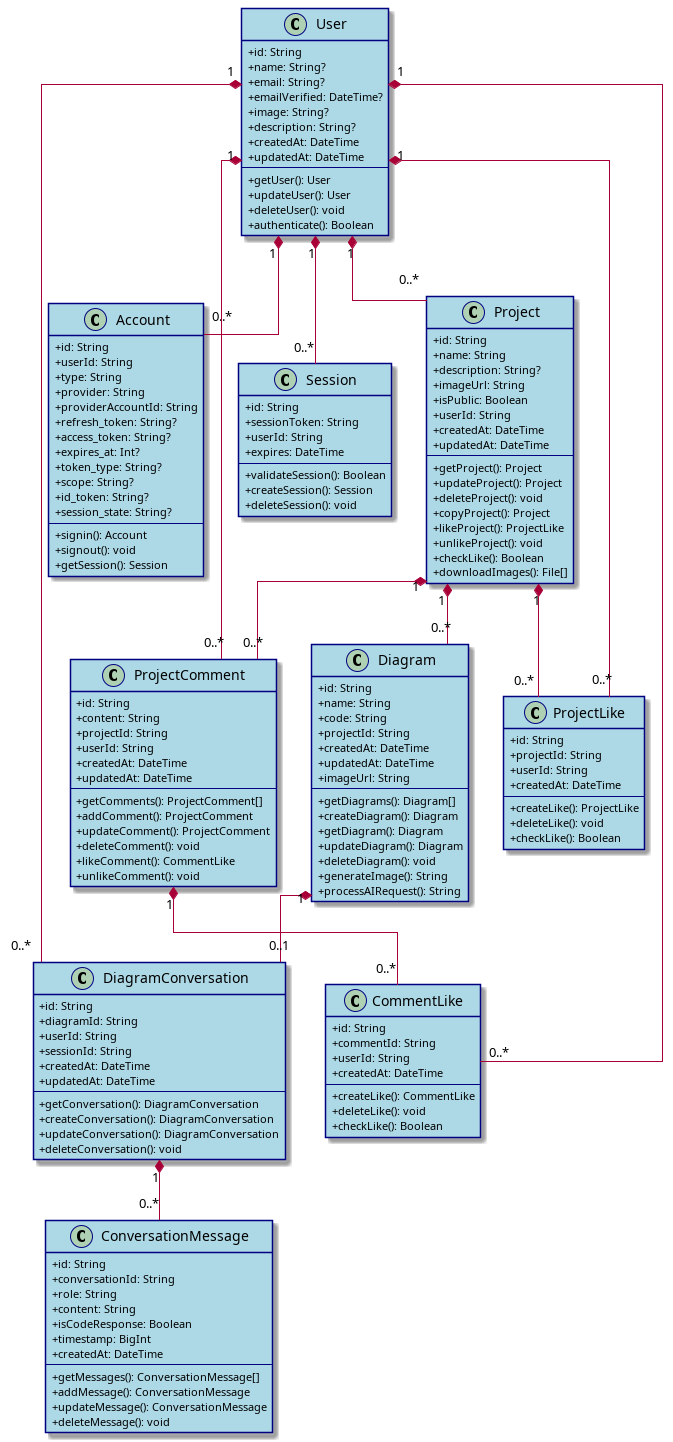 C User
+id: String
+name: String?
+email: String?
+emailVerified: DateTime?
+image: String?
+description: String?
+createdAt: DateTime
+updatedAt: DateTime
+getUser(): User
+updateUser(): User
+deleteUser(): void
+authenticate(): Boolean
1
1
1
1
1
1
1
0..*
0..*
0..*
C Account
+id: String
+userId: String
+type: String
+provider: String
+providerAccountId: String
+refresh_token: String?
+access_token: String?
+expires_at: Int?
+token_type: String?
+scope: String?
+id_token: String?
+session_state: String?
+signin(): Account
+signout(): void
+getSession(): Session
C Session
+id: String
+sessionToken: String
+userId: String
+expires: DateTime
+validateSession(): Boolean
+createSession(): Session
+deleteSession(): void
C Project
+id: String
+name: String
+description: String?
+imageUrl: String
+isPublic: Boolean
+userId: String
+createdAt: DateTime
+updatedAt: DateTime
+getProject(): Project
+updateProject(): Project
+deleteProject(): void
+copyProject(): Project
+likeProject(): ProjectLike
+unlikeProject(): void
+checkLike(): Boolean
+downloadImages(): File[]
1
1
1
0..*
0..*
0..*
0..*
0..*
C ProjectComment
+id: String
+content: String
+projectId: String
+userId: String
+createdAt: DateTime
+updatedAt: DateTime
+getComments(): ProjectComment[]
+addComment(): ProjectComment
+updateComment(): ProjectComment
+deleteComment(): void
+likeComment(): CommentLike
+unlikeComment(): void
C Diagram
+id: String
+name: String
+code: String
+projectId: String
+createdAt: DateTime
+updatedAt: DateTime
+imageUrl: String
+getDiagrams(): Diagram[]
+createDiagram(): Diagram
+getDiagram(): Diagram
+updateDiagram(): Diagram
+deleteDiagram(): void
+generateImage(): String
+processAIRequest(): String
C ProjectLike
+id: String
+projectId: String
+userId: String
+createdAt: DateTime
+createLike(): ProjectLike
+deleteLike(): void
+checkLike(): Boolean
1
1
0..*
0..1
0..*
0..*
C DiagramConversation
+id: String
+diagramId: String
+userId: String
+sessionId: String
+createdAt: DateTime
+updatedAt: DateTime
+getConversation(): DiagramConversation
+createConversation(): DiagramConversation
+updateConversation(): DiagramConversation
+deleteConversation(): void
C CommentLike
+id: String
+commentId: String
+userId: String
+createdAt: DateTime
+createLike(): CommentLike
+deleteLike(): void
+checkLike(): Boolean
1
0..*
C ConversationMessage
+id: String
+conversationId: String
+role: String
+content: String
+isCodeResponse: Boolean
+timestamp: BigInt
+createdAt: DateTime
+getMessages(): ConversationMessage[]
+addMessage(): ConversationMessage
+updateMessage(): ConversationMessage
+deleteMessage(): void